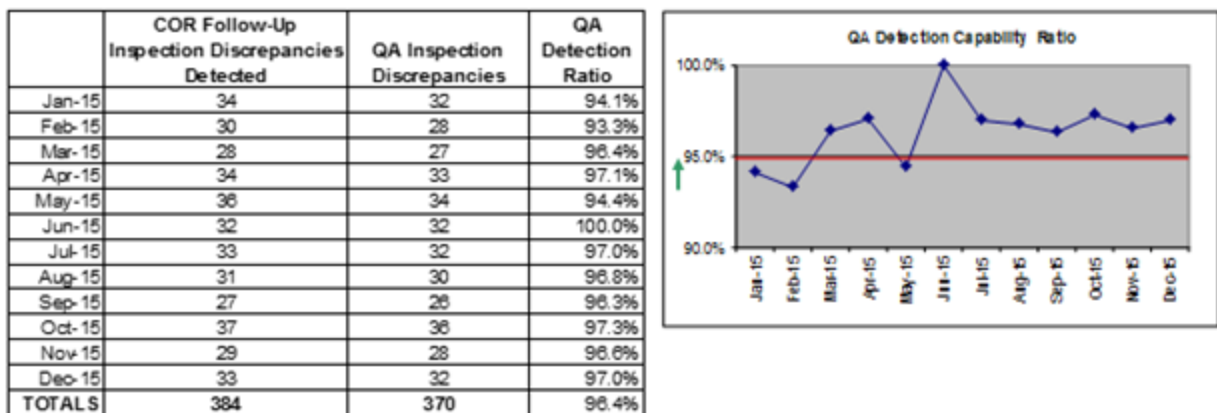 COR Follow-Up Inspection Discrepancies Detected QA Inspection Discrepancies QA Detection Ratio
Jan-15 34 32 94.1%
Feb-15 30 28 93.3%
Mar-15 28 27 96.4%
Apr-15 34 33 97.1%
May-15 36 34 94.4%
Jun-15 32 32 100.0%
Jul-15 33 32 97.0%
Aug-15 31 30 96.8%
Sep-15 27 26 96.3%
Oct-15 37 36 97.3%
Nov-15 29 28 96.6%
Dec-15 33 32 97.0%
TOTALS 384 370 96.4%
QA Detection Capability Ratio
100.0%
95.0%
90.0%
Jan-15
Feb-15
Mar-15
Apr-15
May-15
Jun-15
Jul-15
Aug-15
Sep-15
Oct-15
Nov-15
Dec-15